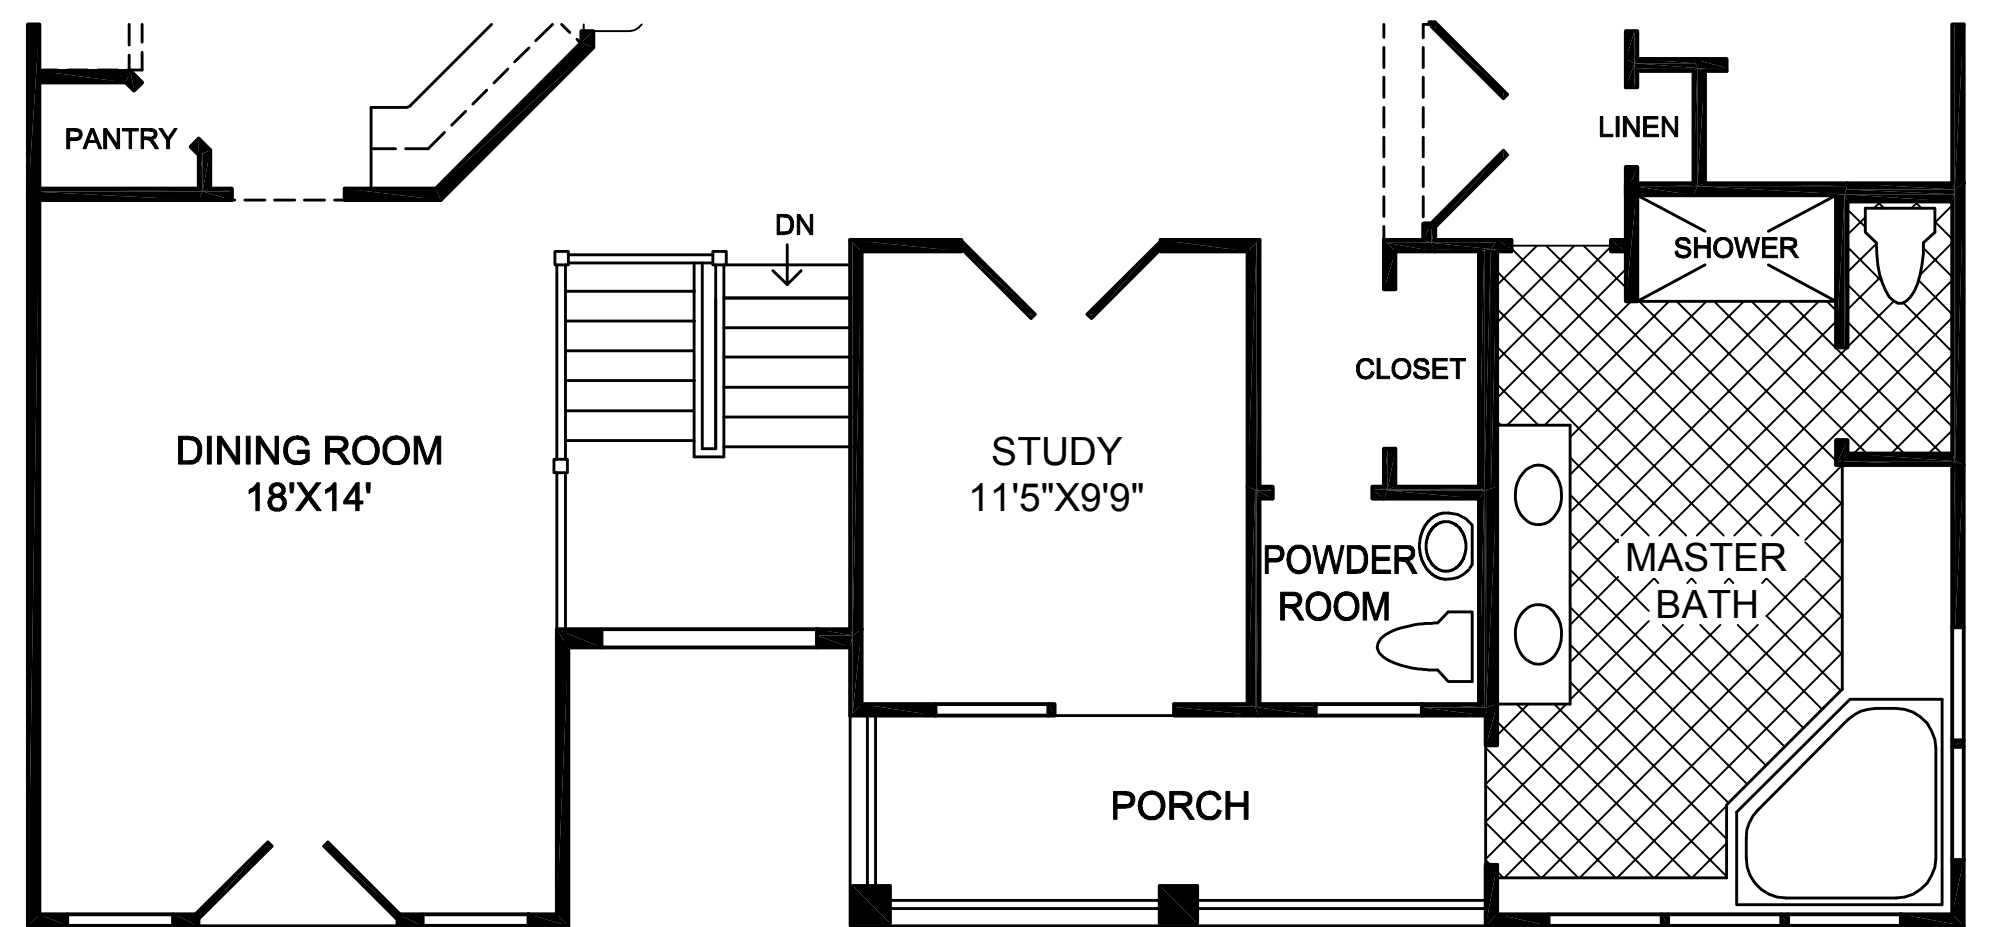 PANTRY
LINEN
DN
SHOWER
CLOSET
DINING ROOM
18'X14'
STUDY
11'5"X9'9"
POWDER
ROOM
MASTER
BATH
PORCH